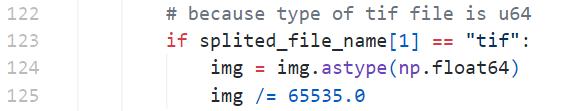 122 # because type of tif file is u64
123 if splited_file_name[1] == "tif":
124 img = img.astype(np.float64)
125 img /= 65535.0